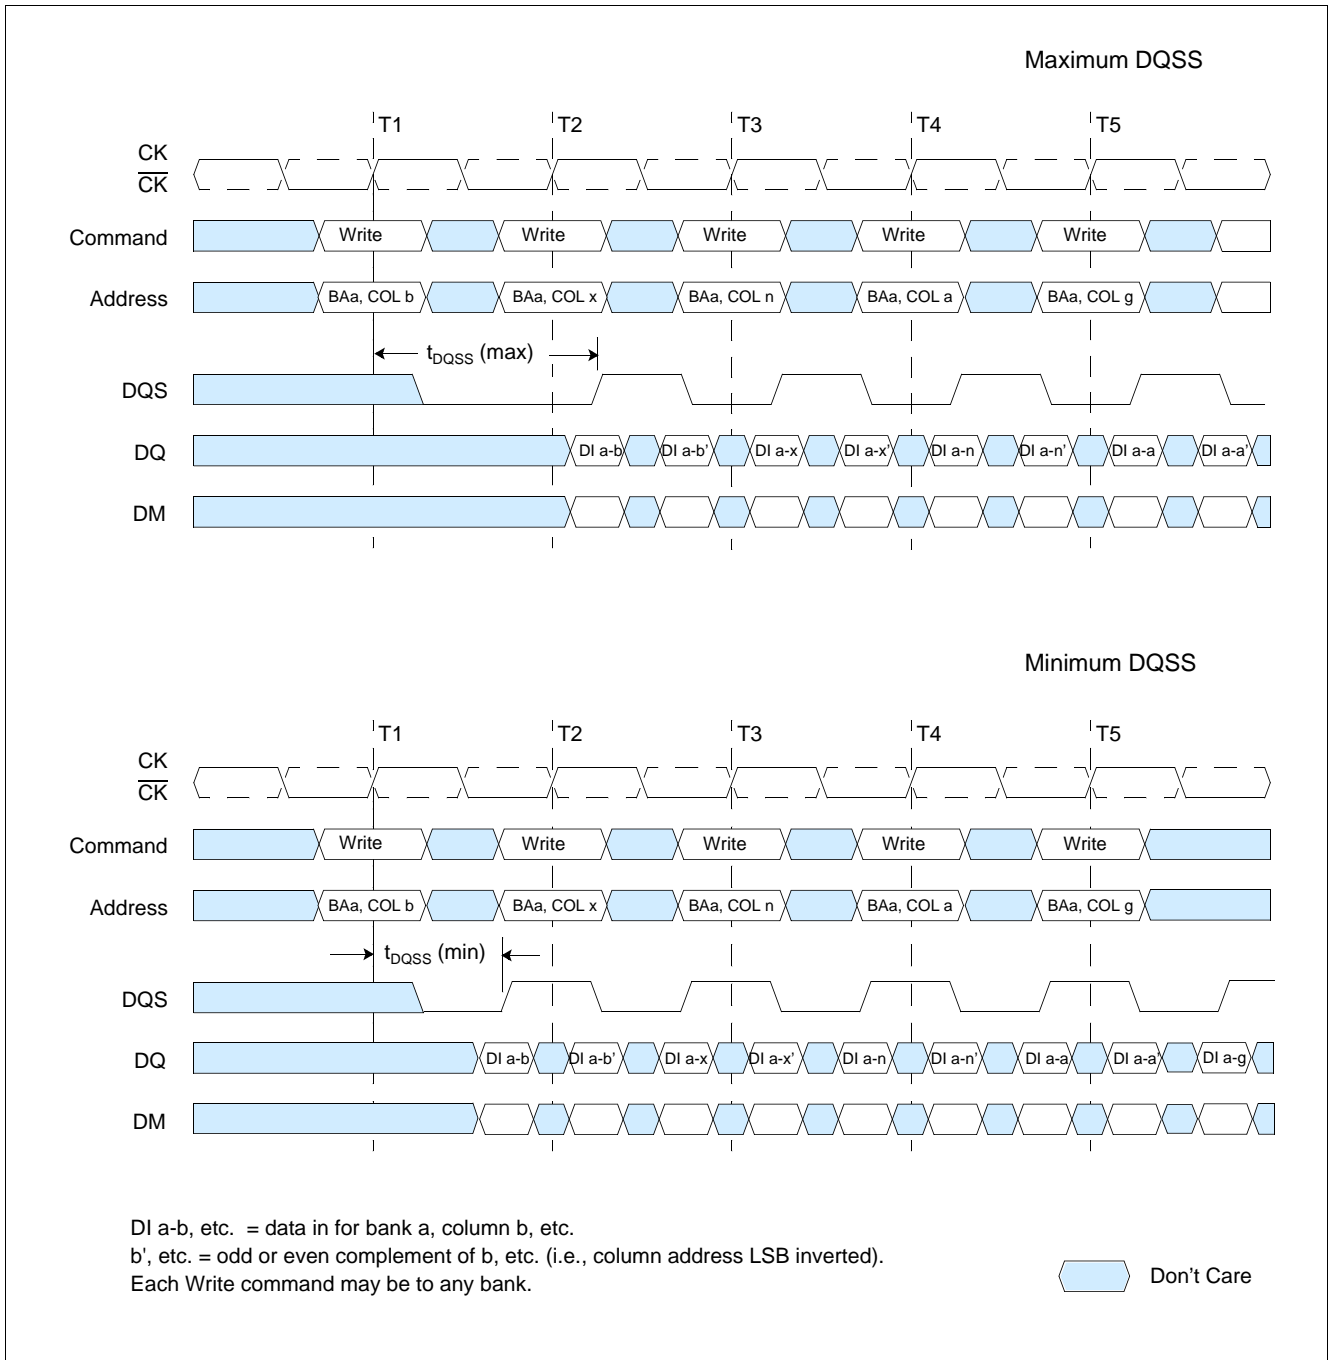 Maximum DQSS
T1 T2 T3 T4 T5
CK
CK
Command Write Write Write Write Write
Address BAa, COL b BAa, COL x BAa, COL n BAa, COL a BAa, COL g
tDQSS (max)
DQS
DQ DI a-b DI a-b’ DI a-x DI a-x’ DI a-n DI a-n’ DI a-a DI a-a’
DM
Minimum DQSS
T1 T2 T3 T4 T5
CK
CK
Command Write Write Write Write Write
Address BAa, COL b BAa, COL x BAa, COL n BAa, COL a BAa, COL g
tDQSS (min)
DQS
DQ DI a-b DI a-b’ DI a-x DI a-x’ DI a-n DI a-n’ DI a-a DI a-a’ DI a-g
DM
DI a-b, etc. = data in for bank a, column b, etc.
b', etc. = odd or even complement of b, etc. (i.e., column address LSB inverted).
Each Write command may be to any bank.
Don't Care